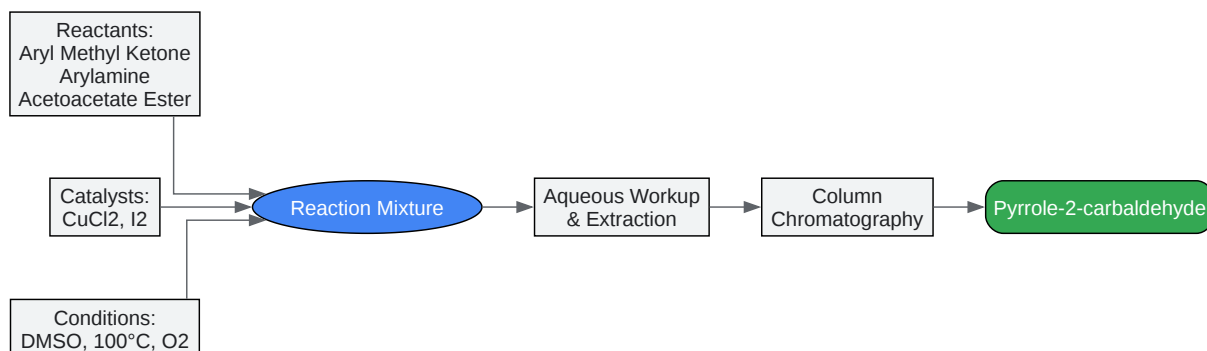 Reactants:
Aryl Methyl Ketone
Arylamine
Acetoacetate Ester
Catalysts:
CuCl2, I2
Conditions:
DMSO, 100°C, O2
Reaction Mixture
Aqueous Workup
& Extraction
Column
Chromatography
Pyrrole-2-carbaldehyde